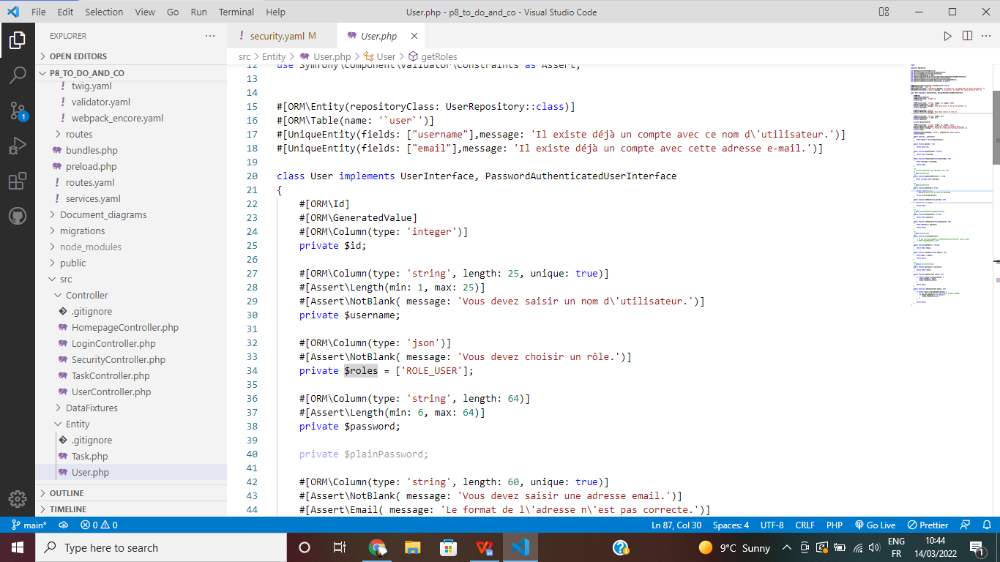 File Edit Selection View Go Run Terminal Help
User.php - p8_to_do_and_co - Visual Studio Code
EXPLORER
OPEN EDITORS
P8_TO_DO_AND_CO
twig.yaml
validator.yaml
webpack_encore.yaml
routes
bundles.php
preload.php
routes.yaml
services.yaml
Document_diagrams
migrations
node_modules
public
src
Controller
.gitignore
HomepageController.php
LoginController.php
SecurityController.php
TaskController.php
UserController.php
DataFixtures
Entity
.gitignore
Task.php
User.php
OUTLINE
TIMELINE
1
security.yaml M
User.php
src > Entity > User.php > User > getRoles
12 use Symfony\Component\Validator\Constraints as Assert;
13
14
15 #[ORM\Entity(repositoryClass: UserRepository::class)]
16 #[ORM\Table(name: '`user`')]
17 #[UniqueEntity(fields: ["username"],message: 'Il existe déjà un compte avec ce nom d\'utilisateur.')]
18 #[UniqueEntity(fields: ["email"],message: 'Il existe déjà un compte avec cette adresse e-mail.')]
19
20 class User implements UserInterface, PasswordAuthenticatedUserInterface
21 {
22 #[ORM\Id]
23 #[ORM\GeneratedValue]
24 #[ORM\Column(type: 'integer')]
25 private $id;
26
27 #[ORM\Column(type: 'string', length: 25, unique: true)]
28 #[Assert\Length(min: 1, max: 25)]
29 #[Assert\NotBlank( message: 'Vous devez saisir un nom d\'utilisateur.')]
30 private $username;
31
32 #[ORM\Column(type: 'json')]
33 #[Assert\NotBlank( message: 'Vous devez choisir un rôle.')]
34 private $roles = ['ROLE_USER'];
35
36 #[ORM\Column(type: 'string', length: 64)]
37 #[Assert\Length(min: 6, max: 64)]
38 private $password;
39
40 private $plainPassword;
41
42 #[ORM\Column(type: 'string', length: 60, unique: true)]
43 #[Assert\NotBlank( message: 'Vous devez saisir une adresse email.')]
44 #[Assert\Email( message: 'Le format de l\'adresse n\'est pas correcte.')]
main* 0 0
Ln 87, Col 30 Spaces: 4 UTF-8 CRLF PHP Go Live Prettier
Type here to search
9°C Sunny
ENG
FR
10:44
14/03/2022
1